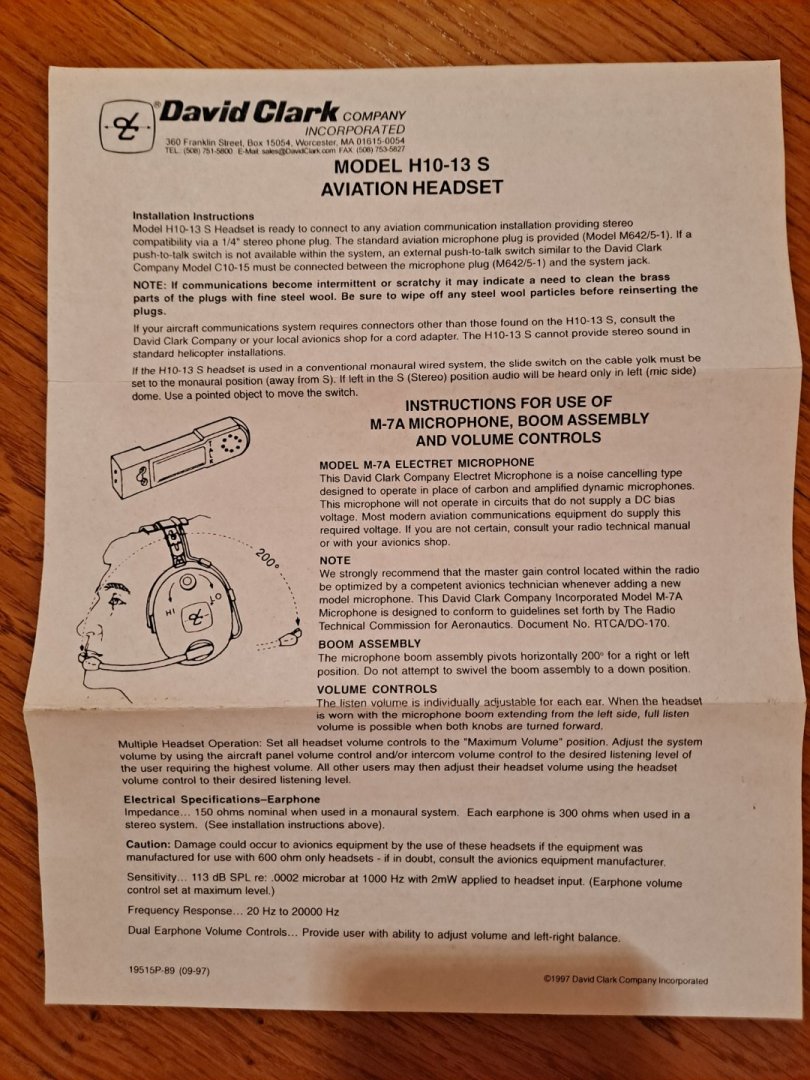 ® David Clark COMPANY
INCORPORATED
360 Franklin Street, Box 15054, Worcester, MA 01615-0054
TEL. (508) 751-5800 E-Mail: sales@DavidClark.com FAX (508) 753-5827
MODEL H10-13 S
AVIATION HEADSET
Installation Instructions
Model H10-13 S Headset is ready to connect to any aviation communication installation providing stereo
compatibility via a 1/4" stereo phone plug. The standard aviation microphone plug is provided (Model M642/5-1). If a
push-to-talk switch is not available within the system, an external push-to-talk switch similar to the David Clark
Company Model C10-15 must be connected between the microphone plug (M642/5-1) and the system jack.
NOTE: If communications become intermittent or scratchy it may indicate a need to clean the brass
parts of the plugs with fine steel wool. Be sure to wipe off any steel wool particles before reinserting the
plugs.
If your aircraft communications system requires connectors other than those found on the H10-13 S, consult the
David Clark Company or your local avionics shop for a cord adapter. The H10-13 S cannot provide stereo sound in
standard helicopter installations.
If the H10-13 S headset is used in a conventional monaural wired system, the slide switch on the cable yolk must be
set to the monaural position (away from S). If left in the S (Stereo) position audio will be heard only in left (mic side)
dome. Use a pointed object to move the switch.
INSTRUCTIONS FOR USE OF
M-7A MICROPHONE, BOOM ASSEMBLY
AND VOLUME CONTROLS
TALK
200°
HI
LO
MODEL M-7A ELECTRET MICROPHONE
This David Clark Company Electret Microphone is a noise cancelling type
designed to operate in place of carbon and amplified dynamic microphones.
This microphone will not operate in circuits that do not supply a DC bias
voltage. Most modern aviation communications equipment do supply this
required voltage. If you are not certain, consult your radio technical manual
or with your avionics shop.
NOTE
We strongly recommend that the master gain control located within the radio
be optimized by a competent avionics technician whenever adding a new
model microphone. This David Clark Company Incorporated Model M-7A
Microphone is designed to conform to guidelines set forth by The Radio
Technical Commission for Aeronautics. Document No. RTCA/DO-170.
BOOM ASSEMBLY
The microphone boom assembly pivots horizontally 200° for a right or left
position. Do not attempt to swivel the boom assembly to a down position.
VOLUME CONTROLS
The listen volume is individually adjustable for each ear. When the headset
is worn with the microphone boom extending from the left side, full listen
volume is possible when both knobs are turned forward.
Multiple Headset Operation: Set all headset volume controls to the "Maximum Volume" position. Adjust the system
volume by using the aircraft panel volume control and/or intercom volume control to the desired listening level of
the user requiring the highest volume. All other users may then adjust their headset volume using the headset
volume control to their desired listening level.
Electrical Specifications–Earphone
Impedance... 150 ohms nominal when used in a monaural system. Each earphone is 300 ohms when used in a
stereo system. (See installation instructions above).
Caution: Damage could occur to avionics equipment by the use of these headsets if the equipment was
manufactured for use with 600 ohm only headsets - if in doubt, consult the avionics equipment manufacturer.
Sensitivity... 113 dB SPL re: .0002 microbar at 1000 Hz with 2mW applied to headset input. (Earphone volume
control set at maximum level.)
Frequency Response... 20 Hz to 20000 Hz
Dual Earphone Volume Controls... Provide user with ability to adjust volume and left-right balance.
19515P-89 (09-97)
©1997 David Clark Company Incorporated